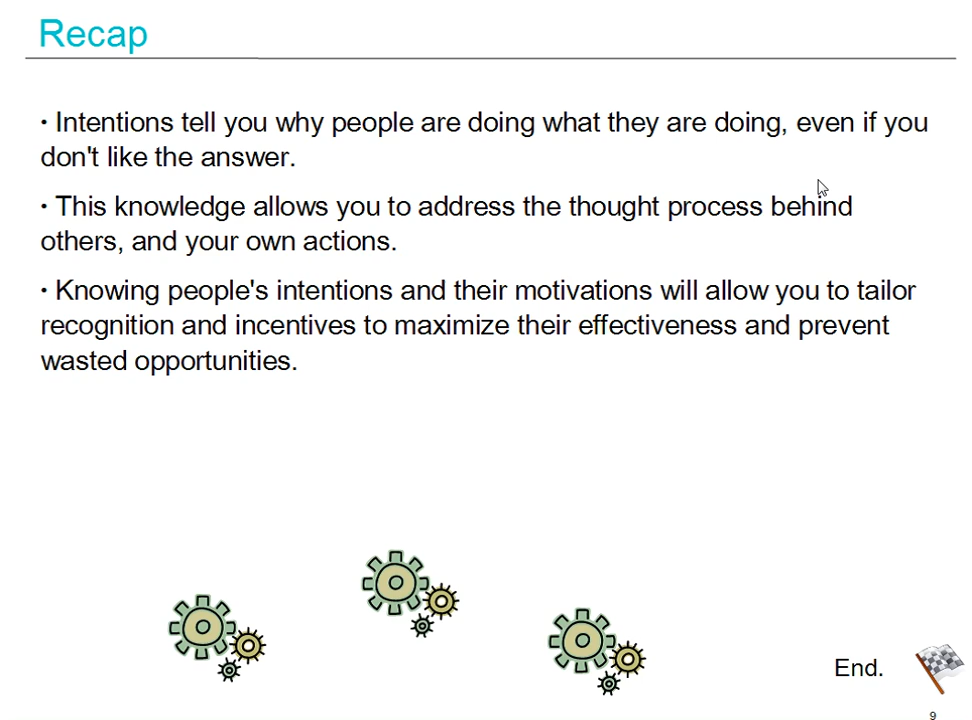 Recap
• Intentions tell you why people are doing what they are doing, even if you
don't like the answer.
• This knowledge allows you to address the thought process behind
others, and your own actions.
• Knowing people's intentions and their motivations will allow you to tailor
recognition and incentives to maximize their effectiveness and prevent
wasted opportunities.
End.
9